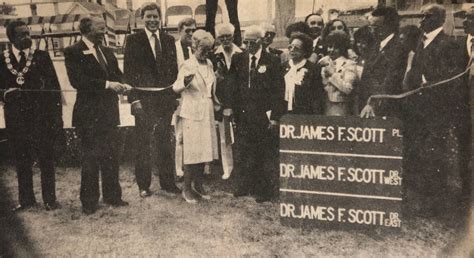 DR. JAMES F. SCOTT PL.
DR. JAMES F. SCOTT DR. WEST
DR. JAMES F. SCOTT DR. EAST